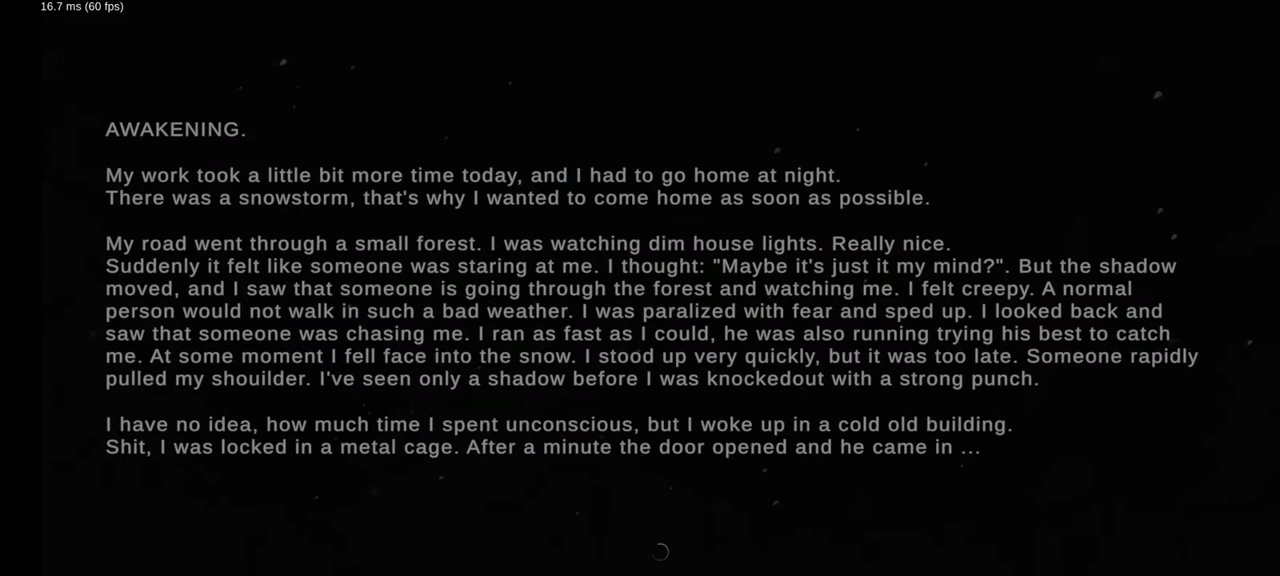 16.7 ms (60 fps)
AWAKENING.
My work took a little bit more time today, and I had to go home at night.
There was a snowstorm, that's why I wanted to come home as soon as possible.
My road went through a small forest. I was watching dim house lights. Really nice.
Suddenly it felt like someone was staring at me. I thought: "Maybe it's just it my mind?". But the shadow
moved, and I saw that someone is going through the forest and watching me. I felt creepy. A normal
person would not walk in such a bad weather. I was paralized with fear and sped up. I looked back and
saw that someone was chasing me. I ran as fast as I could, he was also running trying his best to catch
me. At some moment I fell face into the snow. I stood up very quickly, but it was too late. Someone rapidly
pulled my shouilder. I've seen only a shadow before I was knockedout with a strong punch.
I have no idea, how much time I spent unconscious, but I woke up in a cold old building.
Shit, I was locked in a metal cage. After a minute the door opened and he came in ...